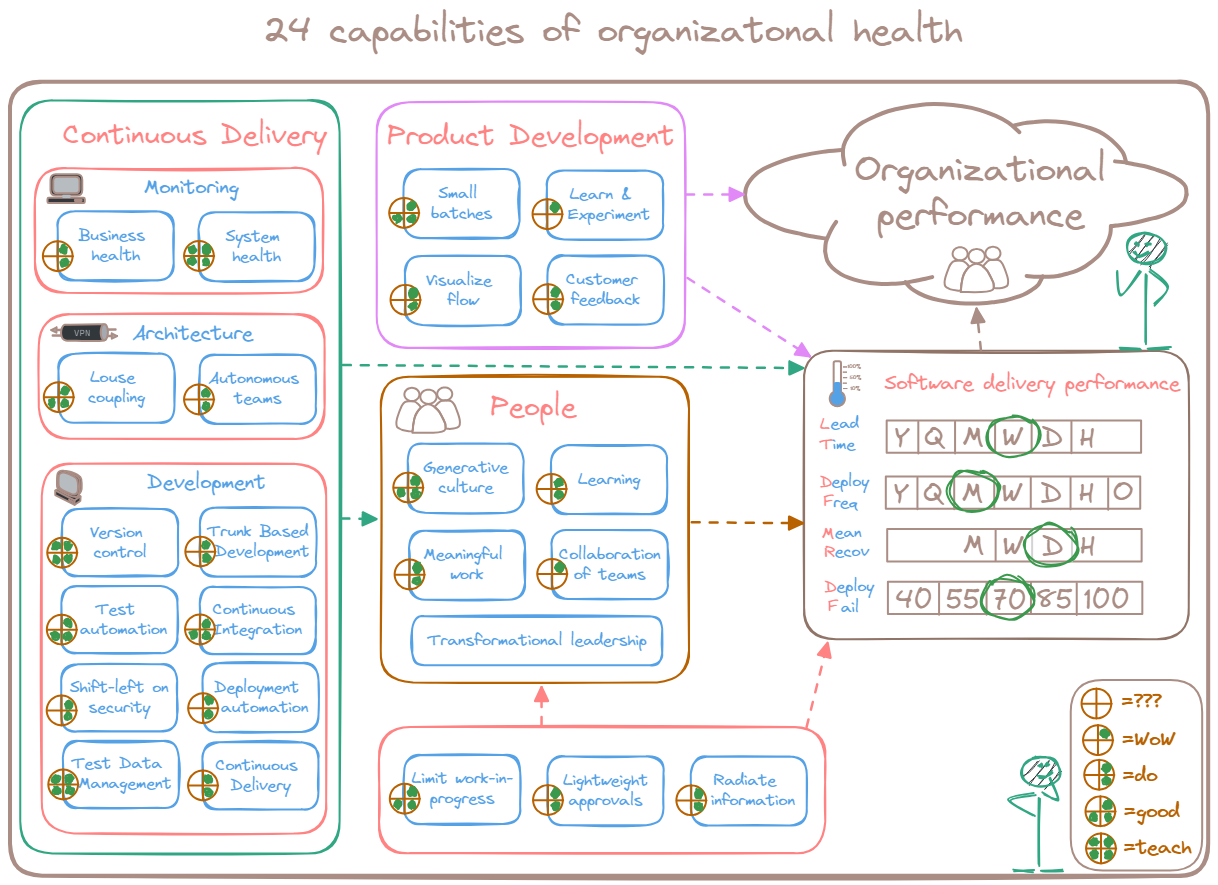 24 capabilities of organizatonal health
Continuous Delivery
Monitoring
Business
health
System
health
VPN
Architecture
Louse
coupling
Autonomous
teams
Development
Version
control
Trunk Based
Development
Test
automation
Continuous
Integration
Shift-left on
security
Deployment
automation
Test Data
Management
Continuous
Delivery
Product Development
Small
batches
Learn &
Experiment
Visualize
flow
Customer
feedback
People
Generative
culture
Learning
Meaningful
work
Collaboration
of teams
Transformational leadership
Limit work-in-
progress
Lightweight
approvals
Radiate
information
Organizational
performance
Software delivery performance
Lead
Time
Y Q M W D H
Deploy
Freq
Y Q M W D H O
Mean
Recov
M W D H
Deploy
Fail
40 55 70 85 100
=???
=WoW
=do
=good
=teach